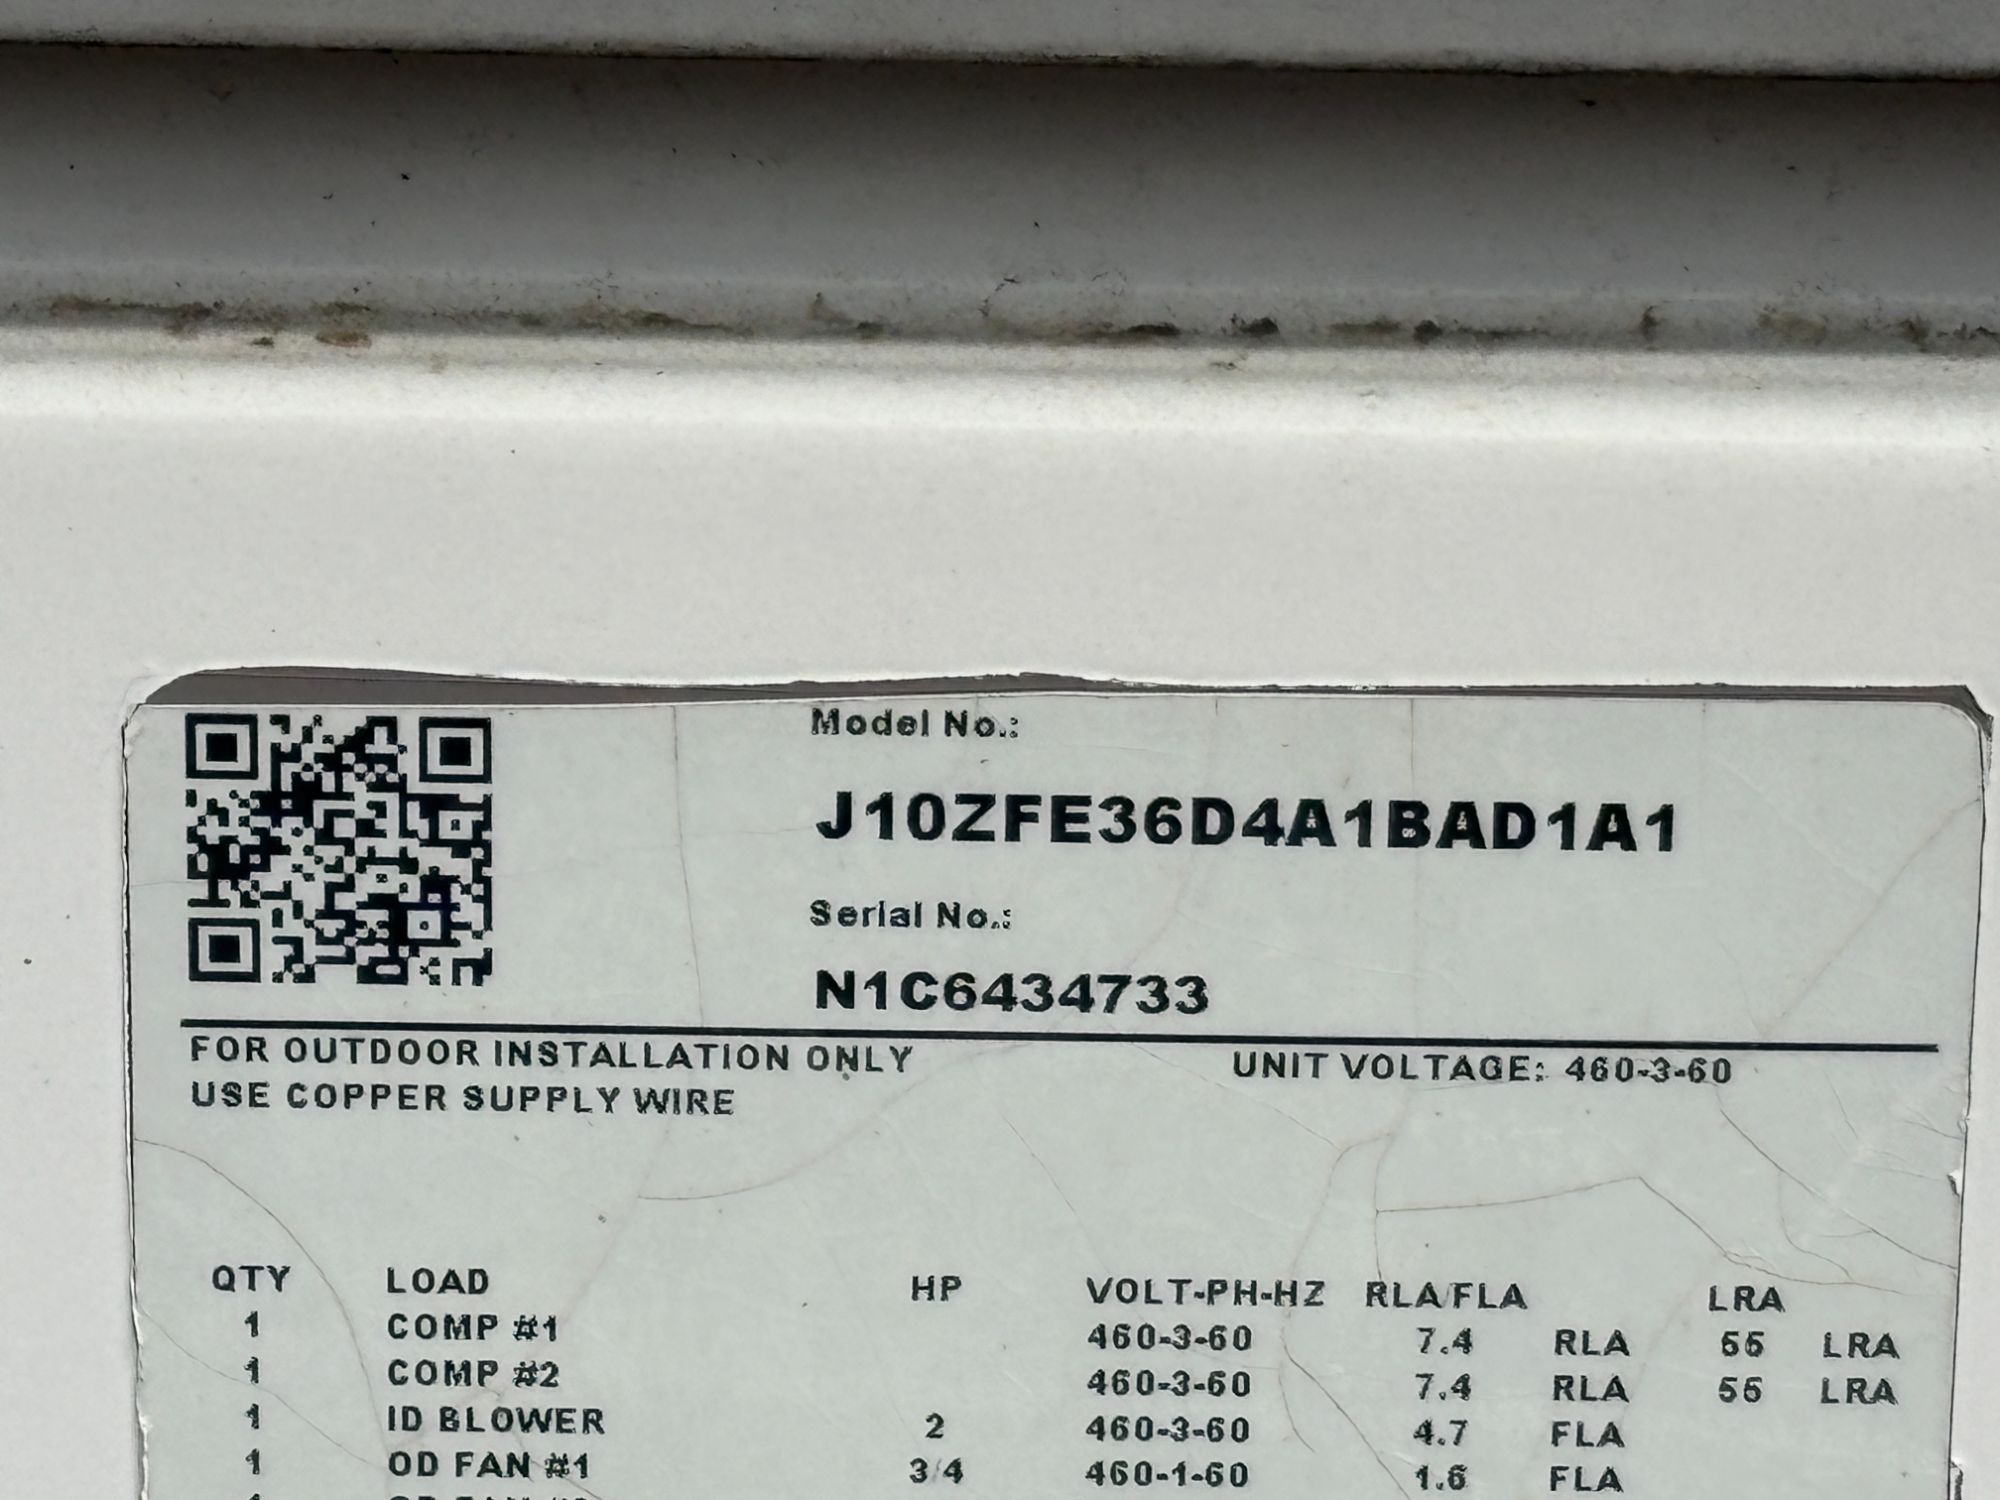 Model No.:
J10ZFE36D4A1BAD1A1
Serial No.:
N1C6434733
FOR OUTDOOR INSTALLATION ONLY UNIT VOLTAGE: 460-3-60
USE COPPER SUPPLY WIRE
QTY LOAD HP VOLT-PH-HZ RLA/FLA LRA
1 COMP #1 460-3-60 7.4 RLA 55 LRA
1 COMP #2 460-3-60 7.4 RLA 55 LRA
1 ID BLOWER 2 460-3-60 4.7 FLA
1 OD FAN #1 3/4 460-1-60 1.6 FLA